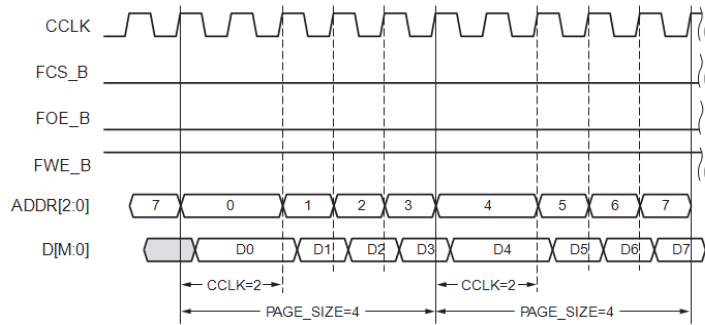 CCLK
FCS_B
FOE_B
FWE_B
ADDR[2:0] 7 0 1 2 3 4 5 6 7
D[M:0] D0 D1 D2 D3 D4 D5 D6 D7
CCLK=2 CCLK=2
PAGE_SIZE=4 PAGE_SIZE=4